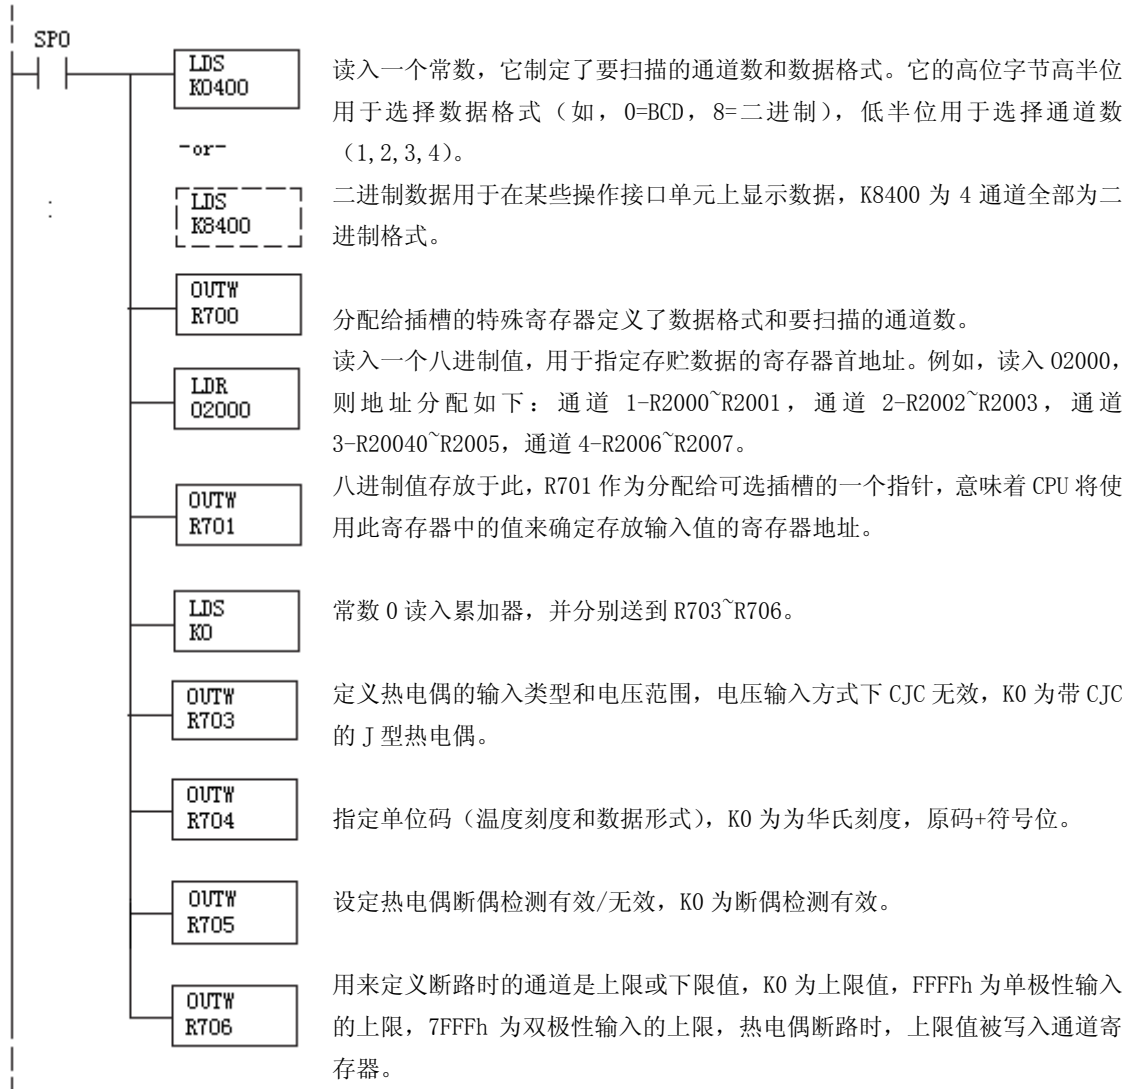 SP0
LDS
K0400
读入一个常数，它制定了要扫描的通道数和数据格式。它的高位字节高半位
用于选择数据格式（如，0=BCD，8=二进制），低半位用于选择通道数
-or-
（1,2,3,4）。
LDS
K8400
二进制数据用于在某些操作接口单元上显示数据，K8400 为 4 通道全部为二
进制格式。
OUTW
R700
分配给插槽的特殊寄存器定义了数据格式和要扫描的通道数。
LDR
O2000
读入一个八进制值，用于指定存贮数据的寄存器首地址。例如，读入 O2000，
则地址分配如下：通道 1-R2000~R2001，通道 2-R2002~R2003，通道
3-R20040~R2005，通道 4-R2006~R2007。
OUTW
R701
八进制值存放于此，R701 作为分配给可选插槽的一个指针，意味着 CPU 将使
用此寄存器中的值来确定存放输入值的寄存器地址。
LDS
K0
常数 0 读入累加器，并分别送到 R703~R706。
OUTW
R703
定义热电偶的输入类型和电压范围，电压输入方式下 CJC 无效，K0 为带 CJC
的 J 型热电偶。
OUTW
R704
指定单位码（温度刻度和数据形式），K0 为为华氏刻度，原码+符号位。
OUTW
R705
设定热电偶断偶检测有效/无效，K0 为断偶检测有效。
OUTW
R706
用来定义断路时的通道是上限或下限值，K0 为上限值，FFFFh 为单极性输入
的上限，7FFFh 为双极性输入的上限，热电偶断路时，上限值被写入通道寄
存器。